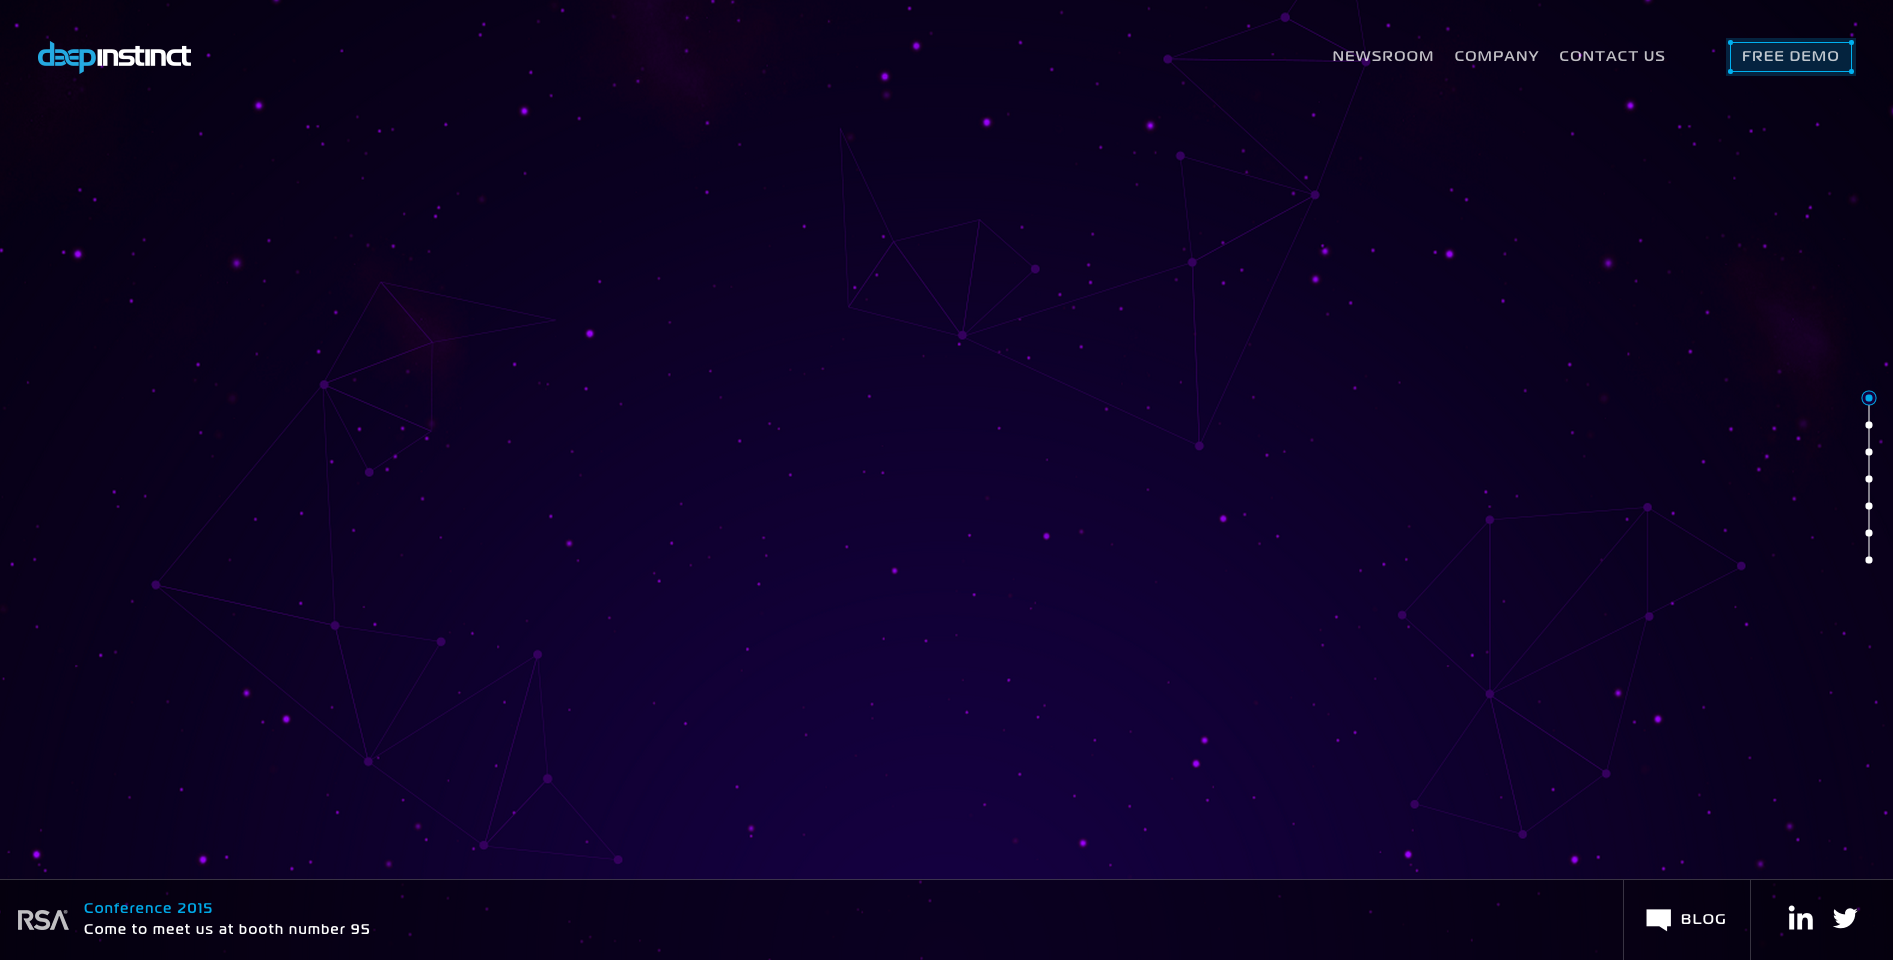 deepinstinct
NEWSROOM COMPANY CONTACT US FREE DEMO
RSA
Conference 2015
Come to meet us at booth number 95
BLOG
in